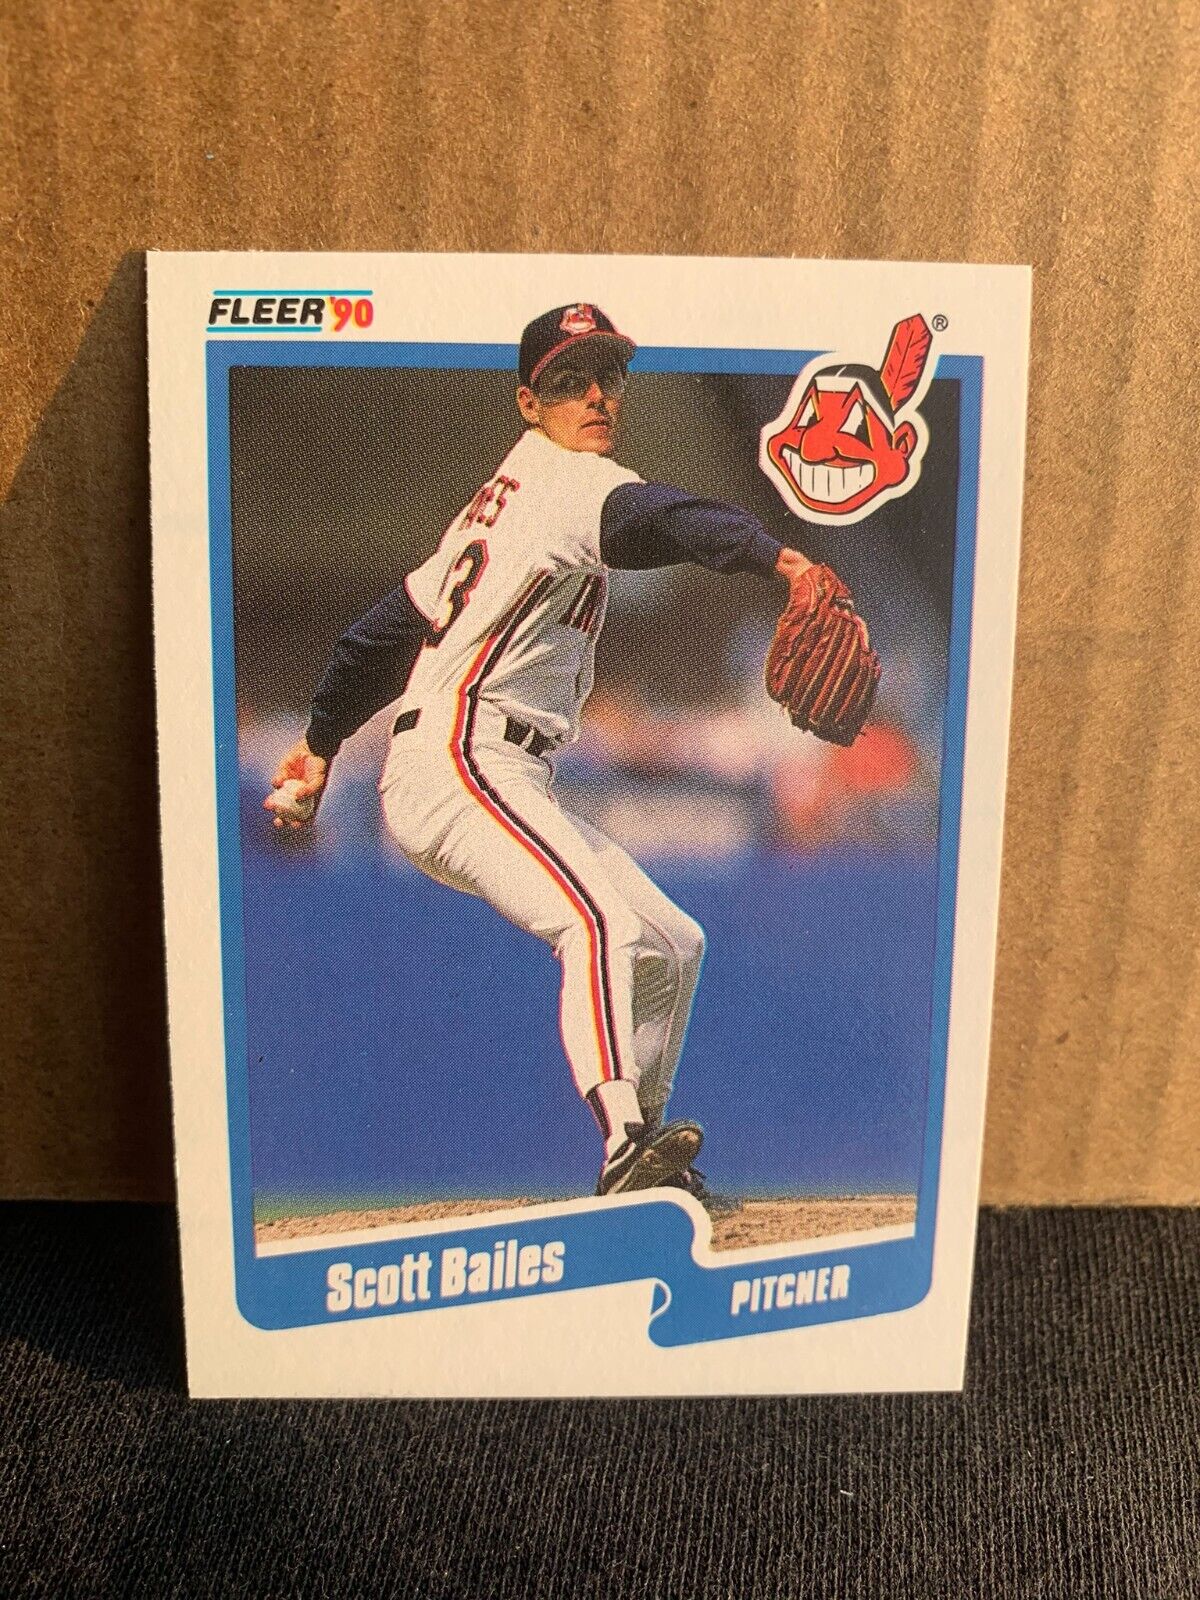 FLEER '90
®
Scott Bailes
PITCHER